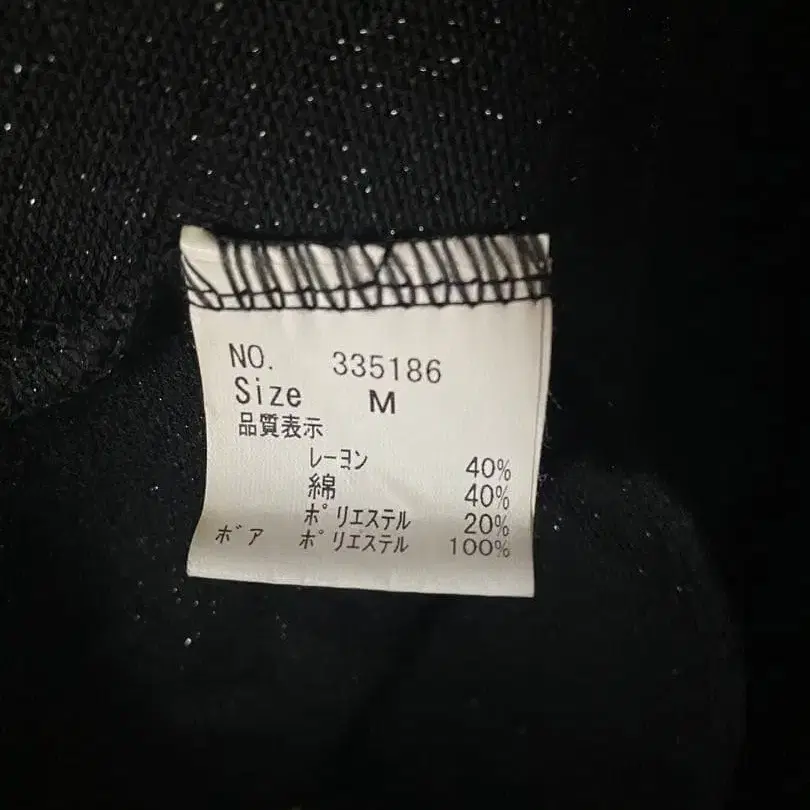 NO. 335186
Size M
品質表示
レーヨン 40%
綿 40%
ポリエステル 20%
ボア ポリエステル 100%